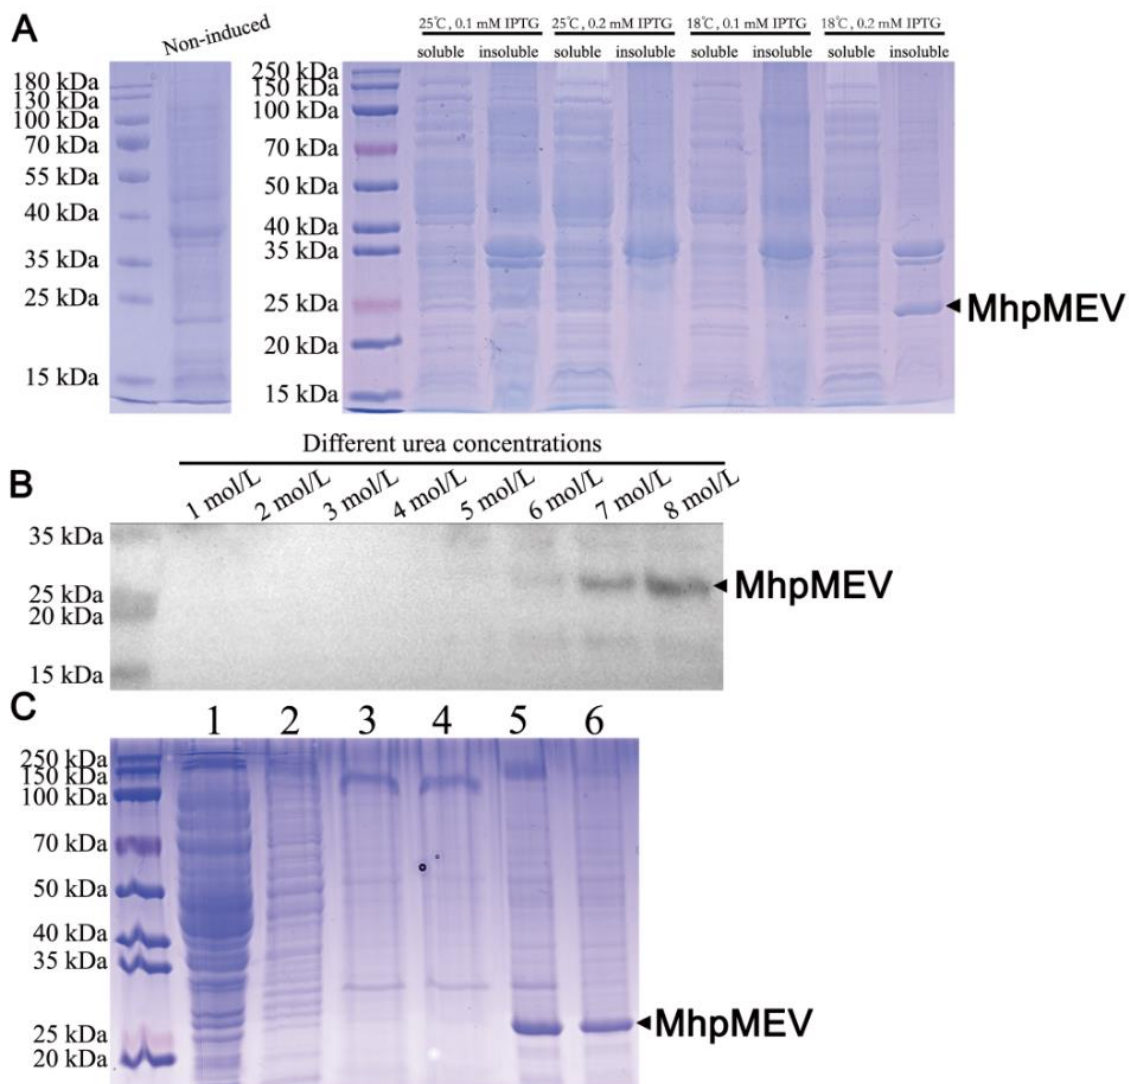 A
Non-induced
180 kDa
130 kDa
100 kDa
70 kDa
55 kDa
40 kDa
35 kDa
25 kDa
15 kDa
25℃, 0.1 mM IPTG 25℃, 0.2 mM IPTG 18℃, 0.1 mM IPTG 18℃, 0.2 mM IPTG
soluble insoluble soluble insoluble soluble insoluble soluble insoluble
250 kDa
150 kDa
100 kDa
70 kDa
50 kDa
40 kDa
35 kDa
25 kDa
20 kDa
15 kDa
MhpMEV
B
Different urea concentrations
1 mol/L 2 mol/L 3 mol/L 4 mol/L 5 mol/L 6 mol/L 7 mol/L 8 mol/L
35 kDa
25 kDa
20 kDa
15 kDa
MhpMEV
C
1 2 3 4 5 6
250 kDa
150 kDa
100 kDa
70 kDa
50 kDa
40 kDa
35 kDa
25 kDa
20 kDa
MhpMEV